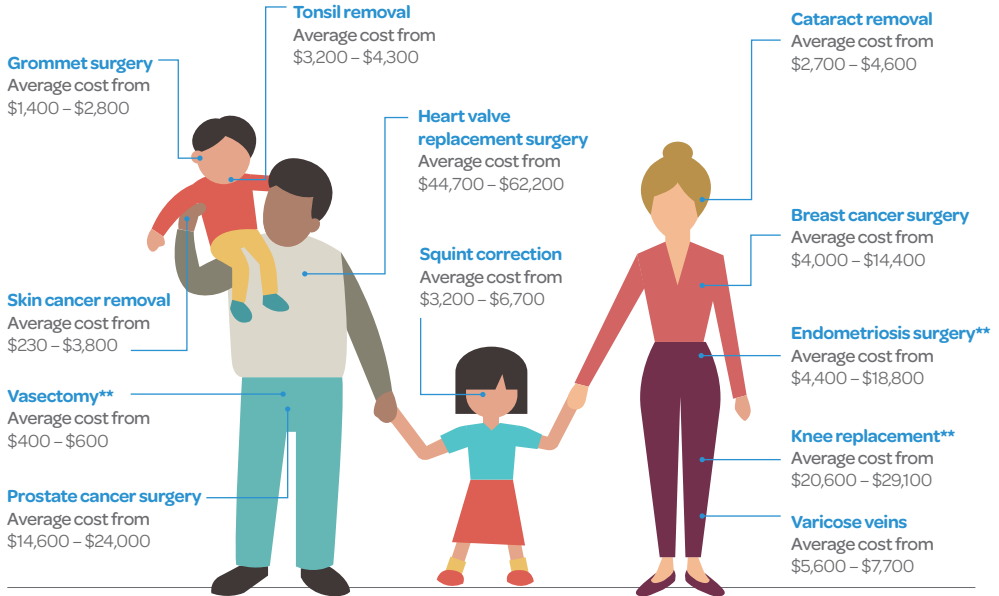 Tonsil removal
Average cost from
$3,200 – $4,300
Grommet surgery
Average cost from
$1,400 – $2,800
Heart valve
replacement surgery
Average cost from
$44,700 – $62,200
Squint correction
Average cost from
$3,200 – $6,700
Skin cancer removal
Average cost from
$230 – $3,800
Vasectomy**
Average cost from
$400 – $600
Prostate cancer surgery
Average cost from
$14,600 – $24,000
Cataract removal
Average cost from
$2,700 – $4,600
Breast cancer surgery
Average cost from
$4,000 – $14,400
Endometriosis surgery**
Average cost from
$4,400 – $18,800
Knee replacement**
Average cost from
$20,600 – $29,100
Varicose veins
Average cost from
$5,600 – $7,700